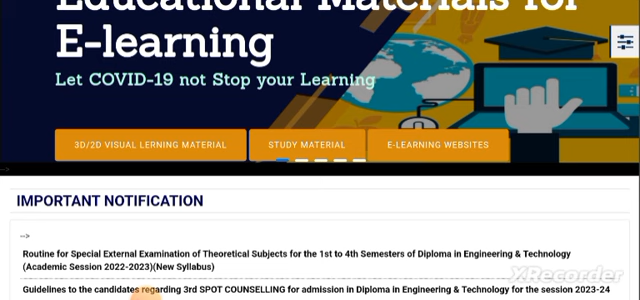 Educational Materials for
E-learning
Let COVID-19 not Stop your Learning
3D/2D VISUAL LERNING MATERIAL
STUDY MATERIAL
E-LEARNING WEBSITES
-->
IMPORTANT NOTIFICATION
-->
Routine for Special External Examination of Theoretical Subjects for the 1st to 4th Semesters of Diploma in Engineering & Technology
(Academic Session 2022-2023)(New Syllabus)
XRecorder
Guidelines to the candidates regarding 3rd SPOT COUNSELLING for admission in Diploma in Engineering & Technology for the session 2023-24